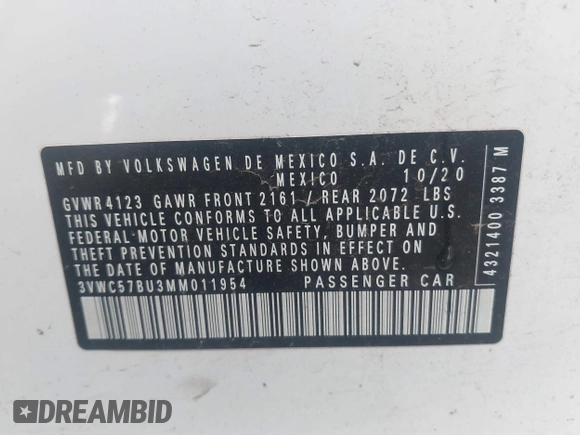 MFD BY VOLKSWAGEN DE MEXICO S.A. DE C.V.
MEXICO 10/20
GVWR 4123 GAWR FRONT 2161 / REAR 2072 LBS
THIS VEHICLE CONFORMS TO ALL APPLICABLE U.S.
FEDERAL MOTOR VEHICLE SAFETY, BUMPER AND
THEFT PREVENTION STANDARDS IN EFFECT ON
THE DATE OF MANUFACTURE SHOWN ABOVE.
3VWC57BU3MM011954 PASSENGER CAR
4321400 3387 M
DREAMBID